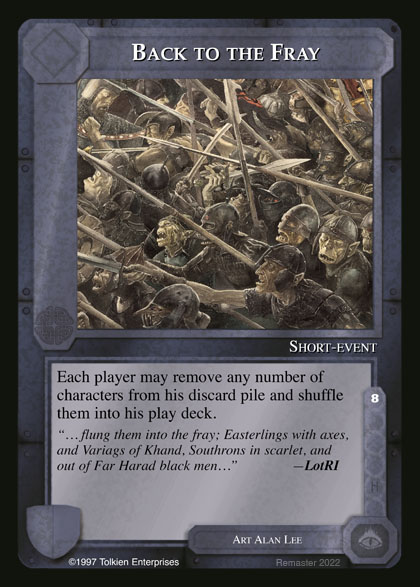 Back to the Fray
Short-event
Each player may remove any number of
characters from his discard pile and shuffle
them into his play deck.
8
“…flung them into the fray; Easterlings with axes,
and Variags of Khand, Southrons in scarlet, and
out of Far Harad black men…” —LotRI
H
Art Alan Lee
©1997 Tolkien Enterprises
Remaster 2022